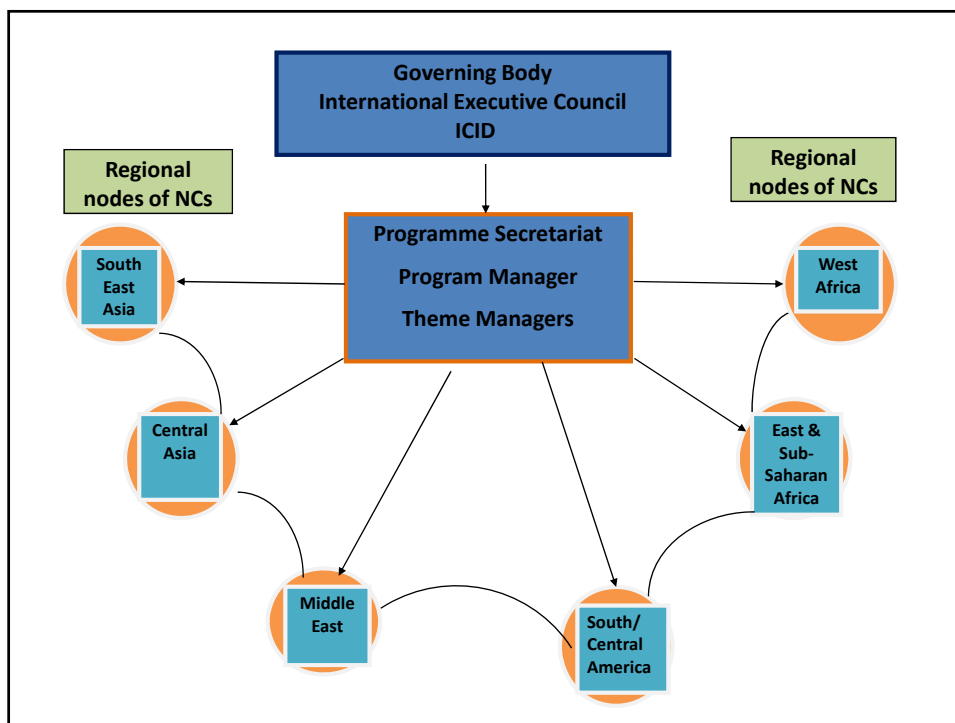 Governing Body
International Executive Council
ICID
Regional
nodes of NCs
Regional
nodes of NCs
Programme Secretariat
Program Manager
Theme Managers
South
East
Asia
West
Africa
Central
Asia
East &
Sub-
Saharan
Africa
Middle
East
South/
Central
America